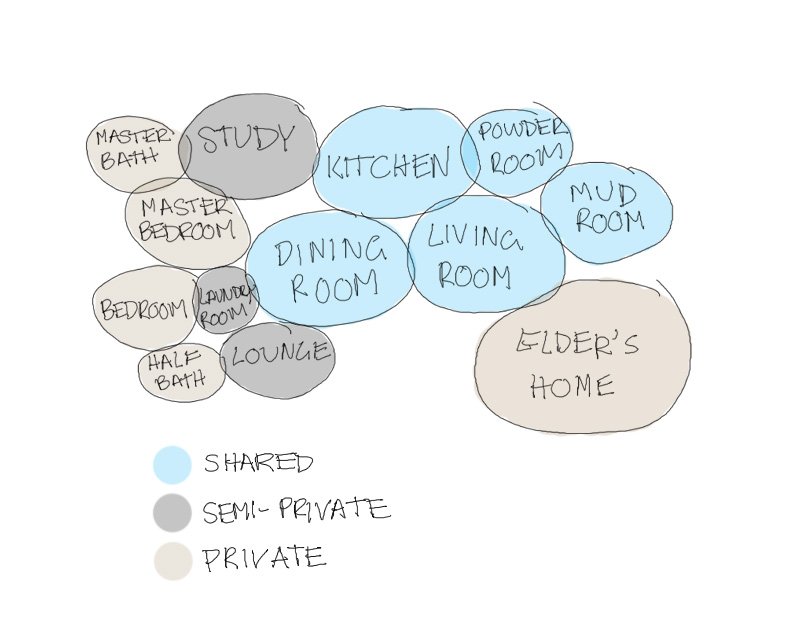 MASTER
BATH
STUDY
KITCHEN
POWDER
ROOM
MUD
ROOM
MASTER
BEDROOM
DINING
ROOM
LIVING
ROOM
BEDROOM
LAUNDRY
ROOM
HALF
BATH
LOUNGE
ELDER'S
HOME
SHARED
SEMI-PRIVATE
PRIVATE